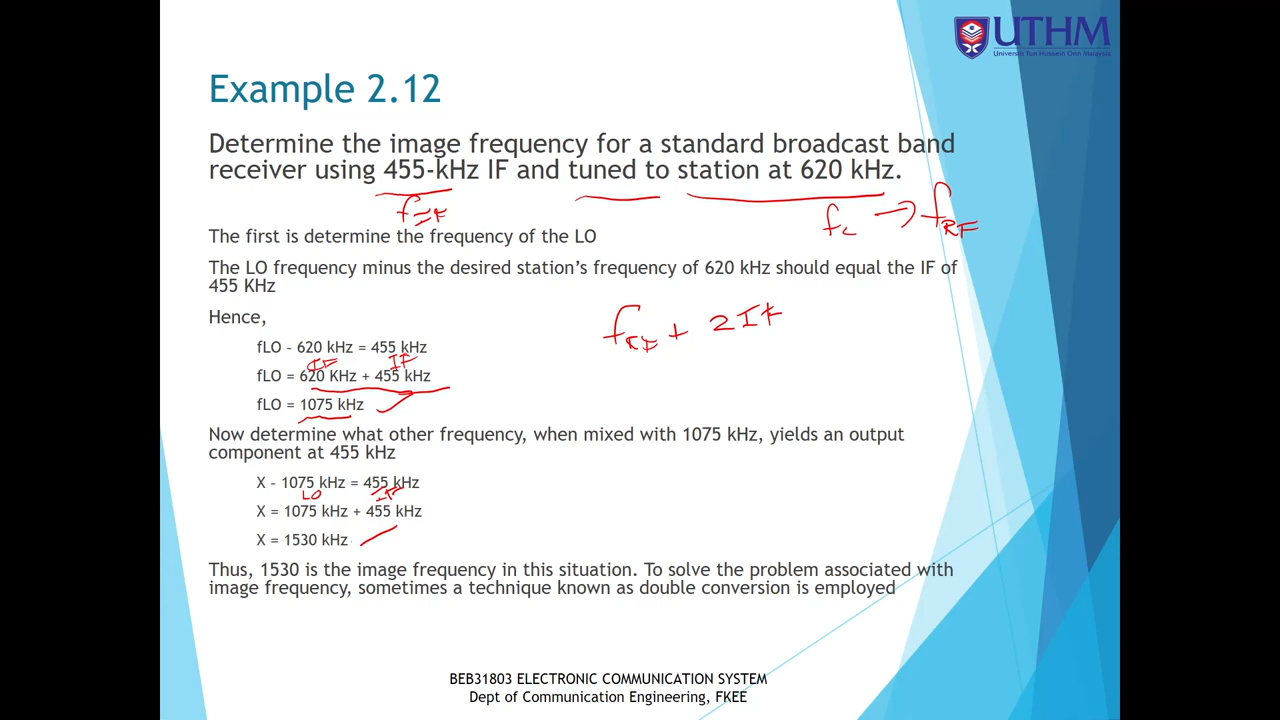 UTHM
Universiti Tun Hussein Onn Malaysia
Example 2.12
Determine the image frequency for a standard broadcast band
receiver using 455-kHz IF and tuned to station at 620 kHz.
fIF
fc → fRF
The first is determine the frequency of the LO
The LO frequency minus the desired station's frequency of 620 kHz should equal the IF of
455 KHz
Hence,
fRF + 2IF
fLO - 620 kHz = 455 kHz
IF
fLO = 620 KHz + 455 kHz
fLO = 1075 kHz
Now determine what other frequency, when mixed with 1075 kHz, yields an output
component at 455 kHz
X - 1075 kHz = 455 kHz
LO IF
X = 1075 kHz + 455 kHz
X = 1530 kHz
Thus, 1530 is the image frequency in this situation. To solve the problem associated with
image frequency, sometimes a technique known as double conversion is employed
BEB31803 ELECTRONIC COMMUNICATION SYSTEM
Dept of Communication Engineering, FKEE